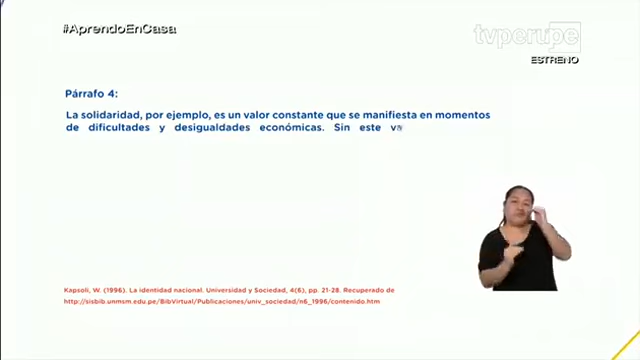 #AprendoEnCasa
tvperupe
ESTRENO
Párrafo 4:
La solidaridad, por ejemplo, es un valor constante que se manifiesta en momentos
de dificultades y desigualdades económicas. Sin este v
Kapsoli, W. (1996). La identidad nacional. Universidad y Sociedad, 4(6), pp. 21-28. Recuperado de
http://sisbib.unmsm.edu.pe/BibVirtual/Publicaciones/univ_sociedad/n6_1996/contenido.htm